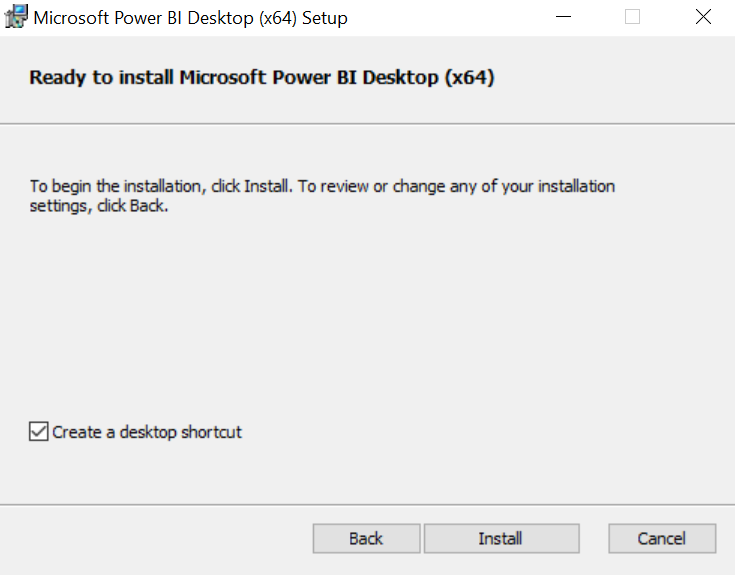 Microsoft Power BI Desktop (x64) Setup
Ready to install Microsoft Power BI Desktop (x64)
To begin the installation, click Install. To review or change any of your installation
settings, click Back.
Create a desktop shortcut
Back Install Cancel